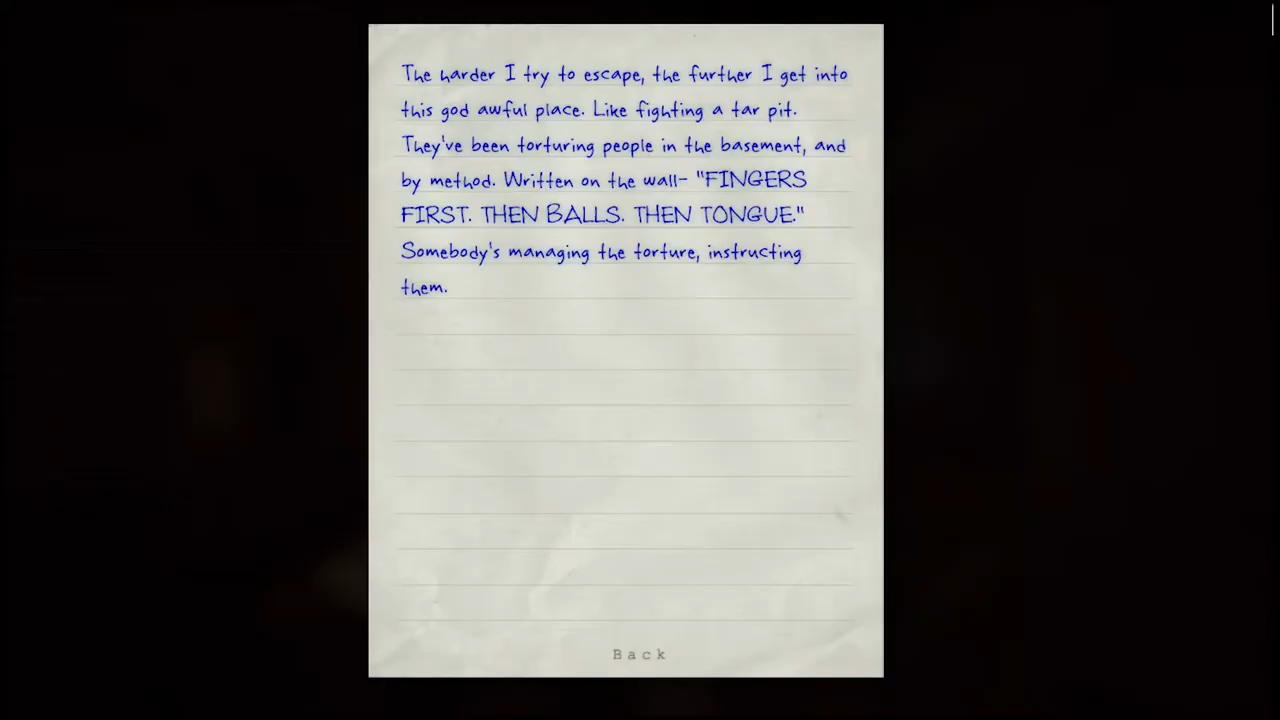 The harder I try to escape, the further I get into
this god awful place. Like fighting a tar pit.
They've been torturing people in the basement, and
by method. Written on the wall- "FINGERS
FIRST. THEN BALLS. THEN TONGUE."
Somebody's managing the torture, instructing
them.
Back